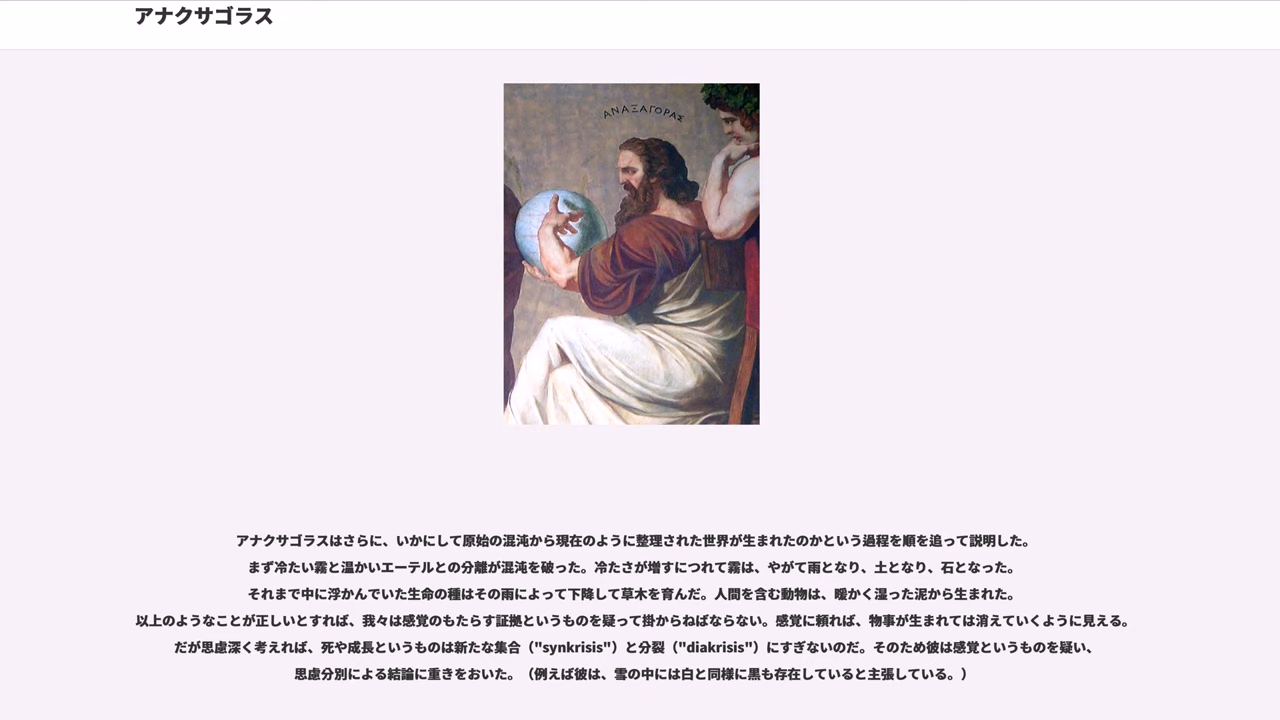 アナクサゴラス
ΑΝΑΞΑΓΟΡΑΣ
アナクサゴラスはさらに、いかにして原始の混沌から現在のように整理された世界が生まれたのかという過程を順を追って説明した。
まず冷たい霧と温かいエーテルとの分離が混沌を破った。冷たさが増すにつれて霧は、やがて雨となり、土となり、石となった。
それまで中に浮かんでいた生命の種はその雨によって下降して草木を育んだ。人間を含む動物は、暖かく湿った泥から生まれた。
以上のようなことが正しいとすれば、我々は感覚のもたらす証拠というものを疑って掛からねばならない。感覚に頼れば、物事が生まれては消えていくように見える。
だが思慮深く考えれば、死や成長というものは新たな集合（"synkrisis"）と分裂（"diakrisis"）にすぎないのだ。そのため彼は感覚というものを疑い、
思慮分別による結論に重きをおいた。（例えば彼は、雪の中には白と同様に黒も存在していると主張している。）